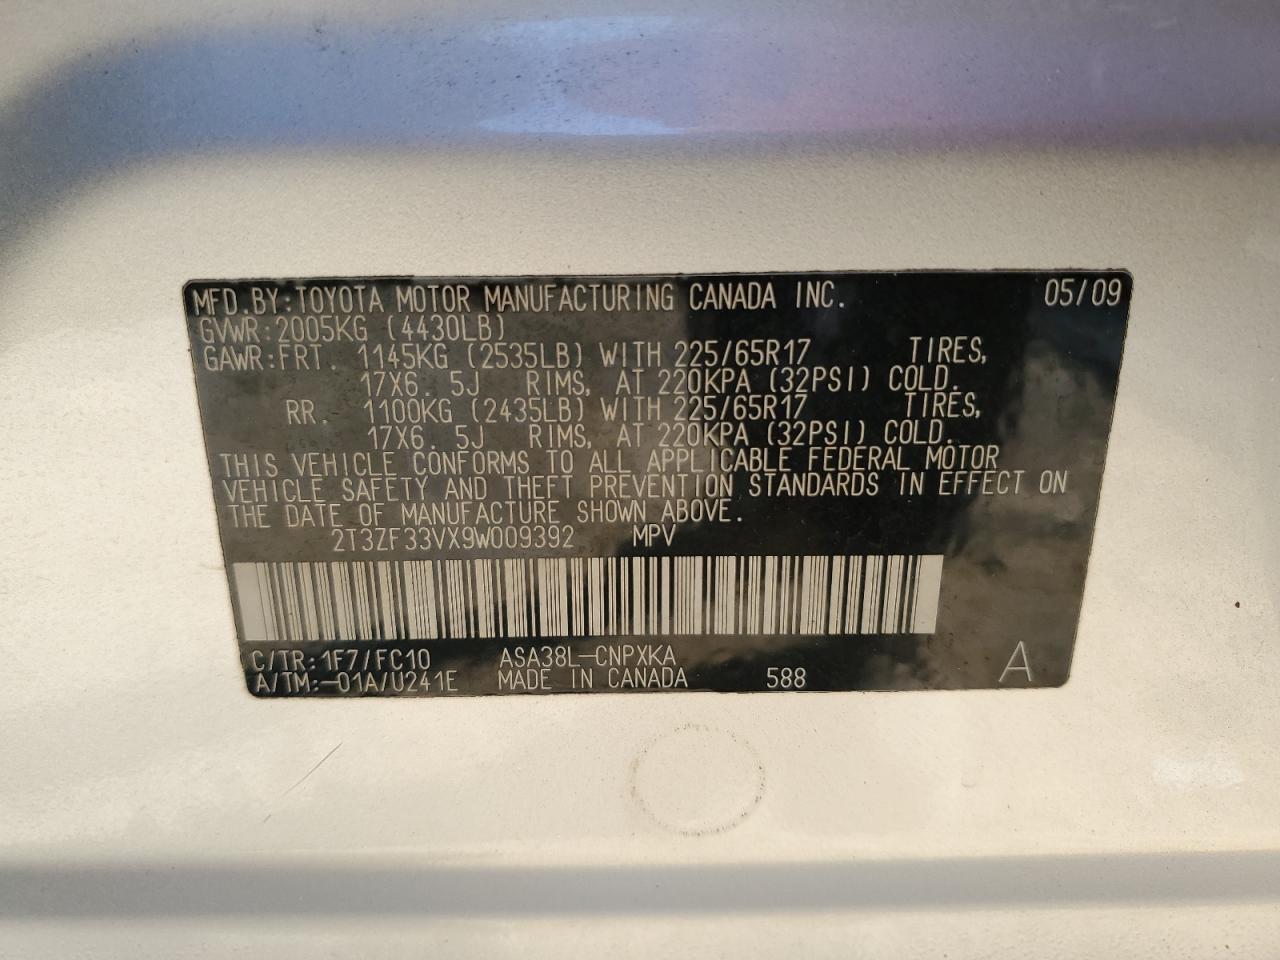 MFD.BY:TOYOTA MOTOR MANUFACTURING CANADA INC. 05/09
GVWR:2005KG (4430LB)
GAWR:FRT. 1145KG (2535LB) WITH 225/65R17 TIRES,
17X6.5J RIMS, AT 220KPA (32PSI) COLD.
RR. 1100KG (2435LB) WITH 225/65R17 TIRES,
17X6.5J RIMS, AT 220KPA (32PSI) COLD.
THIS VEHICLE CONFORMS TO ALL APPLICABLE FEDERAL MOTOR
VEHICLE SAFETY AND THEFT PREVENTION STANDARDS IN EFFECT ON
THE DATE OF MANUFACTURE SHOWN ABOVE.
2T3ZF33VX9W009392 MPV
C/TR:1F7/FC10 ASA38L-CNPXKA
A/TM:-01A/U241E MADE IN CANADA 588 A